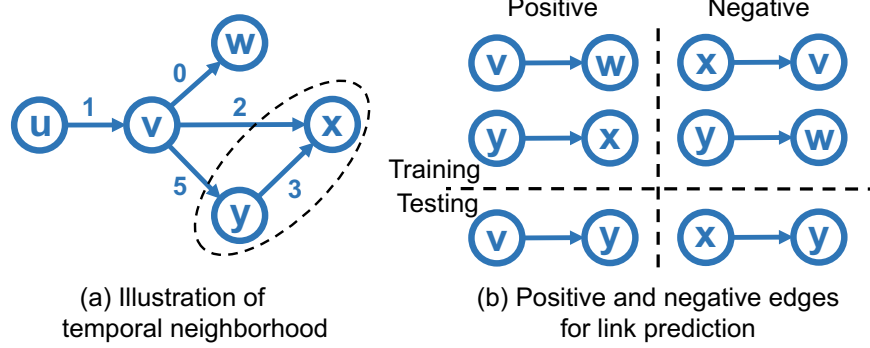 w
0
u 1 v 2 x
5 3
y
(a) Illustration of
temporal neighborhood
Positive Negative
v w x v
y x y w
Training
Testing
v y x y
(b) Positive and negative edges
for link prediction